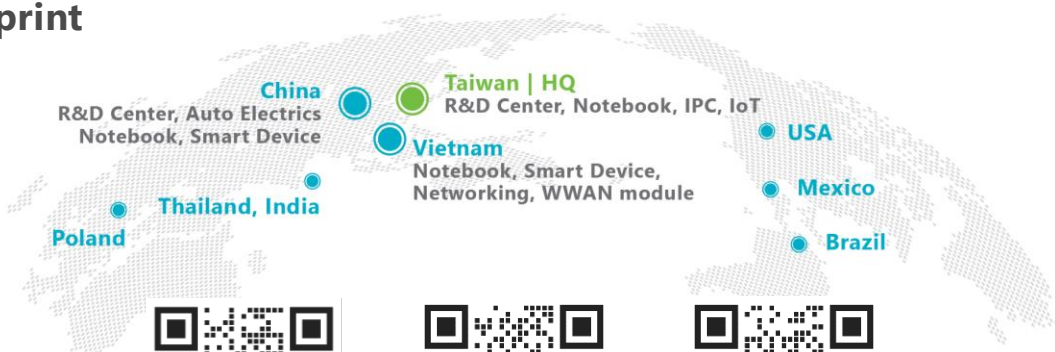 print
China
R&D Center, Auto Electrics
Notebook, Smart Device
Taiwan | HQ
R&D Center, Notebook, IPC, IoT
Vietnam
Notebook, Smart Device,
Networking, WWAN module
USA
Mexico
Brazil
Thailand, India
Poland